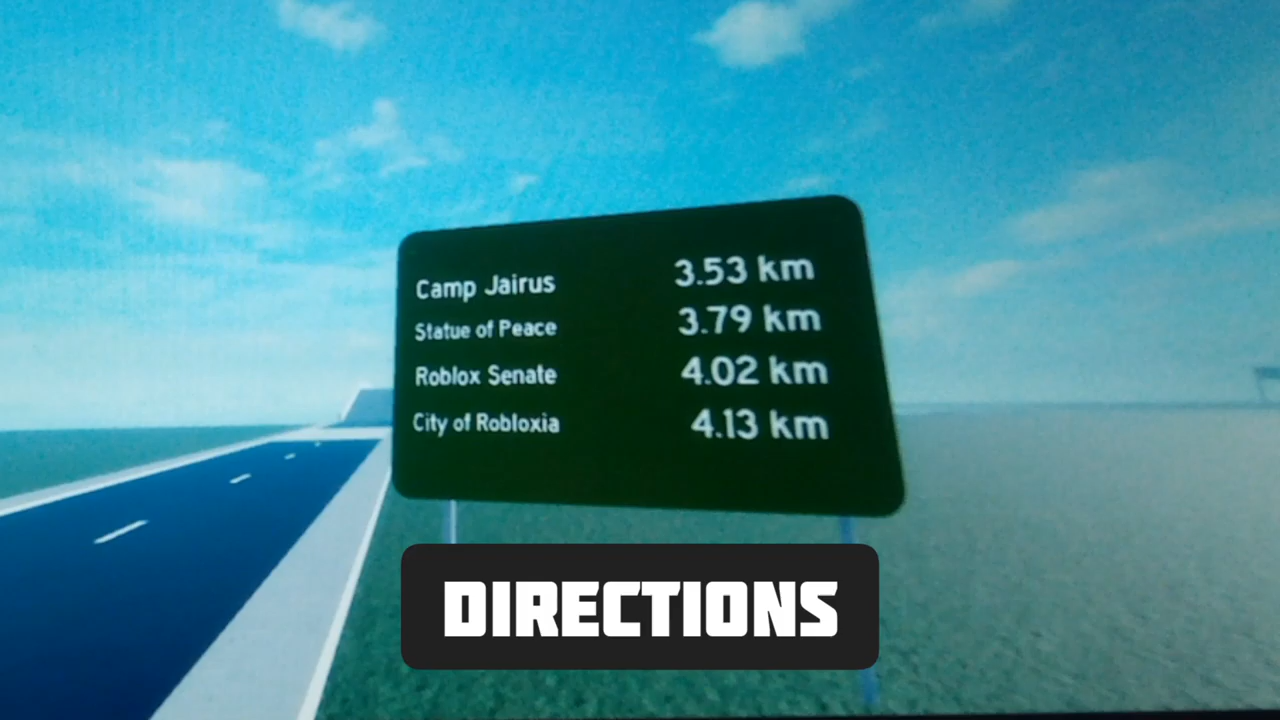 Camp Jairus 3.53 km
Statue of Peace 3.79 km
Roblox Senate 4.02 km
City of Robloxia 4.13 km
DIRECTIONS